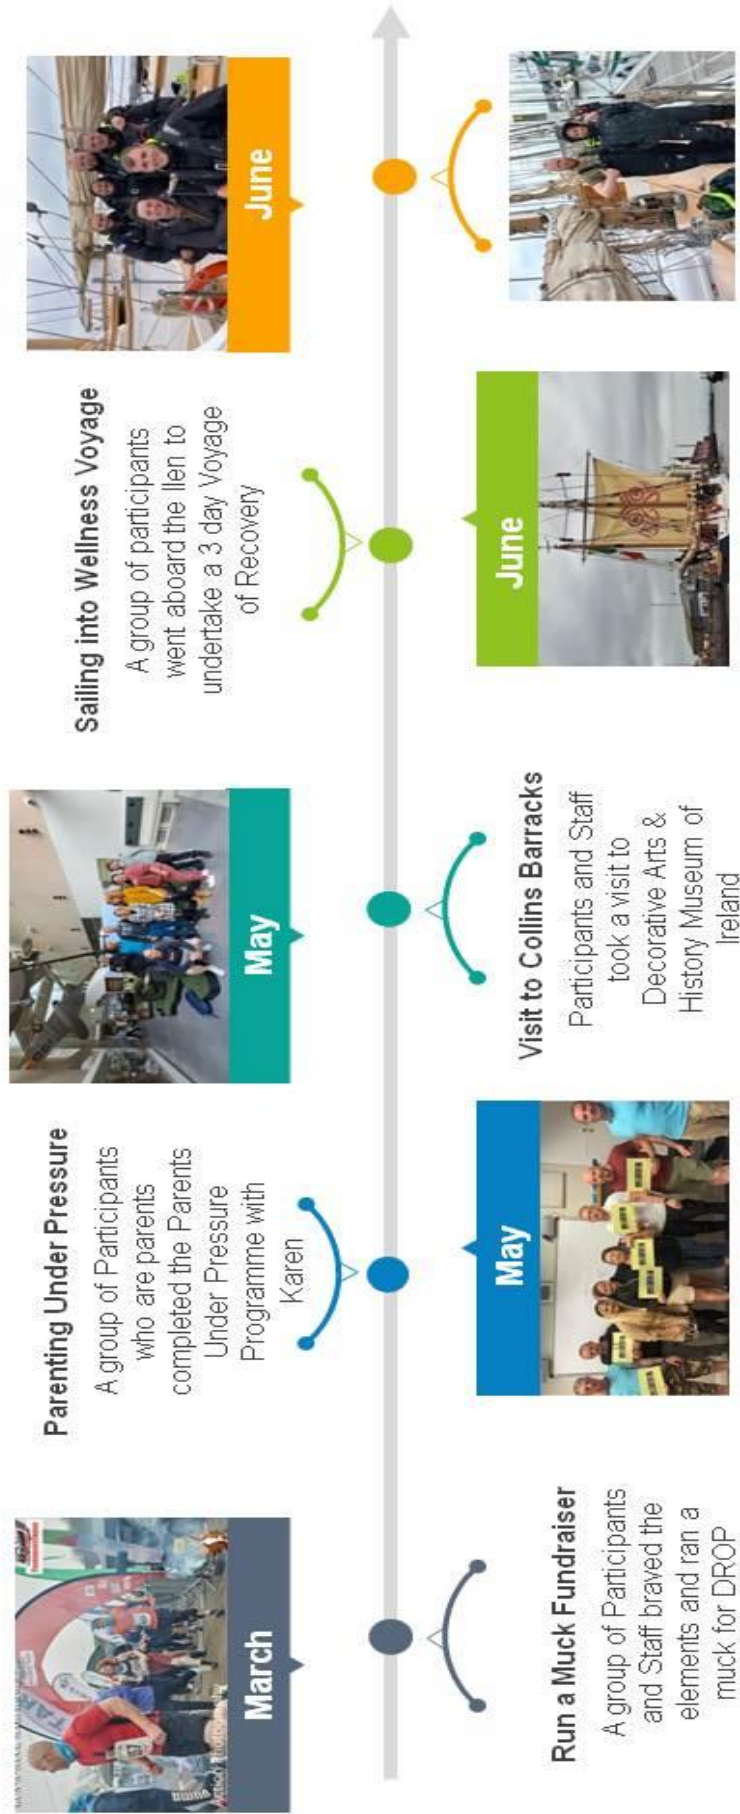 March
Run a Muck Fundraiser
A group of Participants
and Staff braved the
elements and ran a
muck for DROP
Parenting Under Pressure
A group of Participants
who are parents
completed the Parents
Under Pressure
Programme with
Karen
May
May
Visit to Collins Barracks
Participants and Staff
took a visit to
Decorative Arts &
History Museum of
Ireland
Sailing into Wellness Voyage
A group of participants
went aboard the Ilen to
undertake a 3 day Voyage
of Recovery
June
June